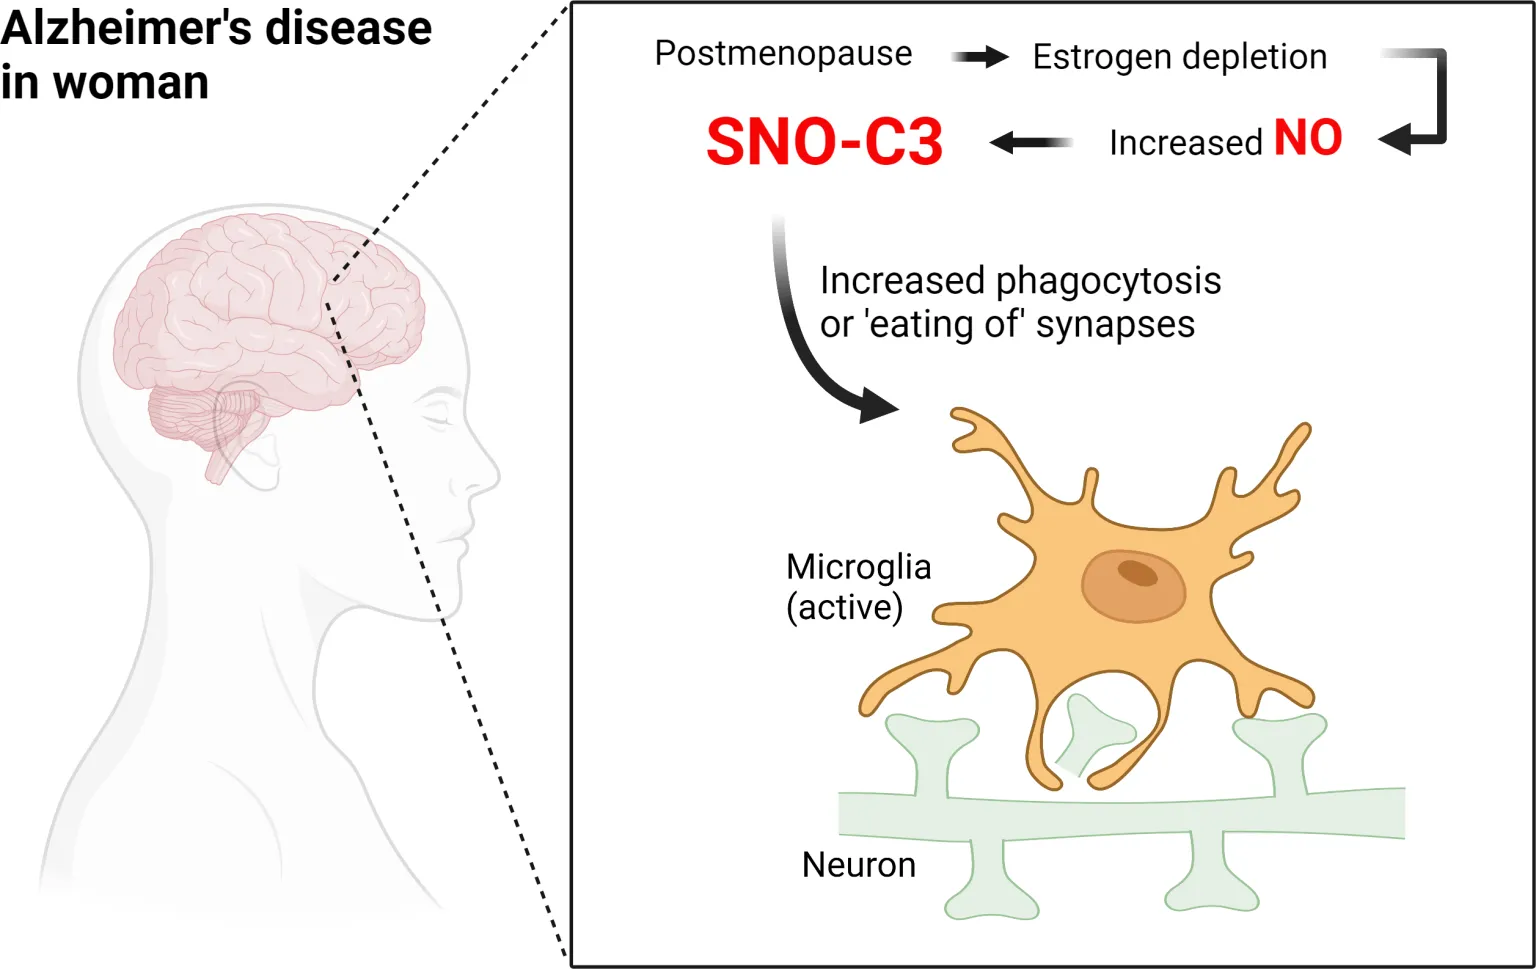 Alzheimer's disease
in woman
Postmenopause
Estrogen depletion
Increased NO
SNO-C3
Increased phagocytosis
or 'eating of' synapses
Microglia
(active)
Neuron